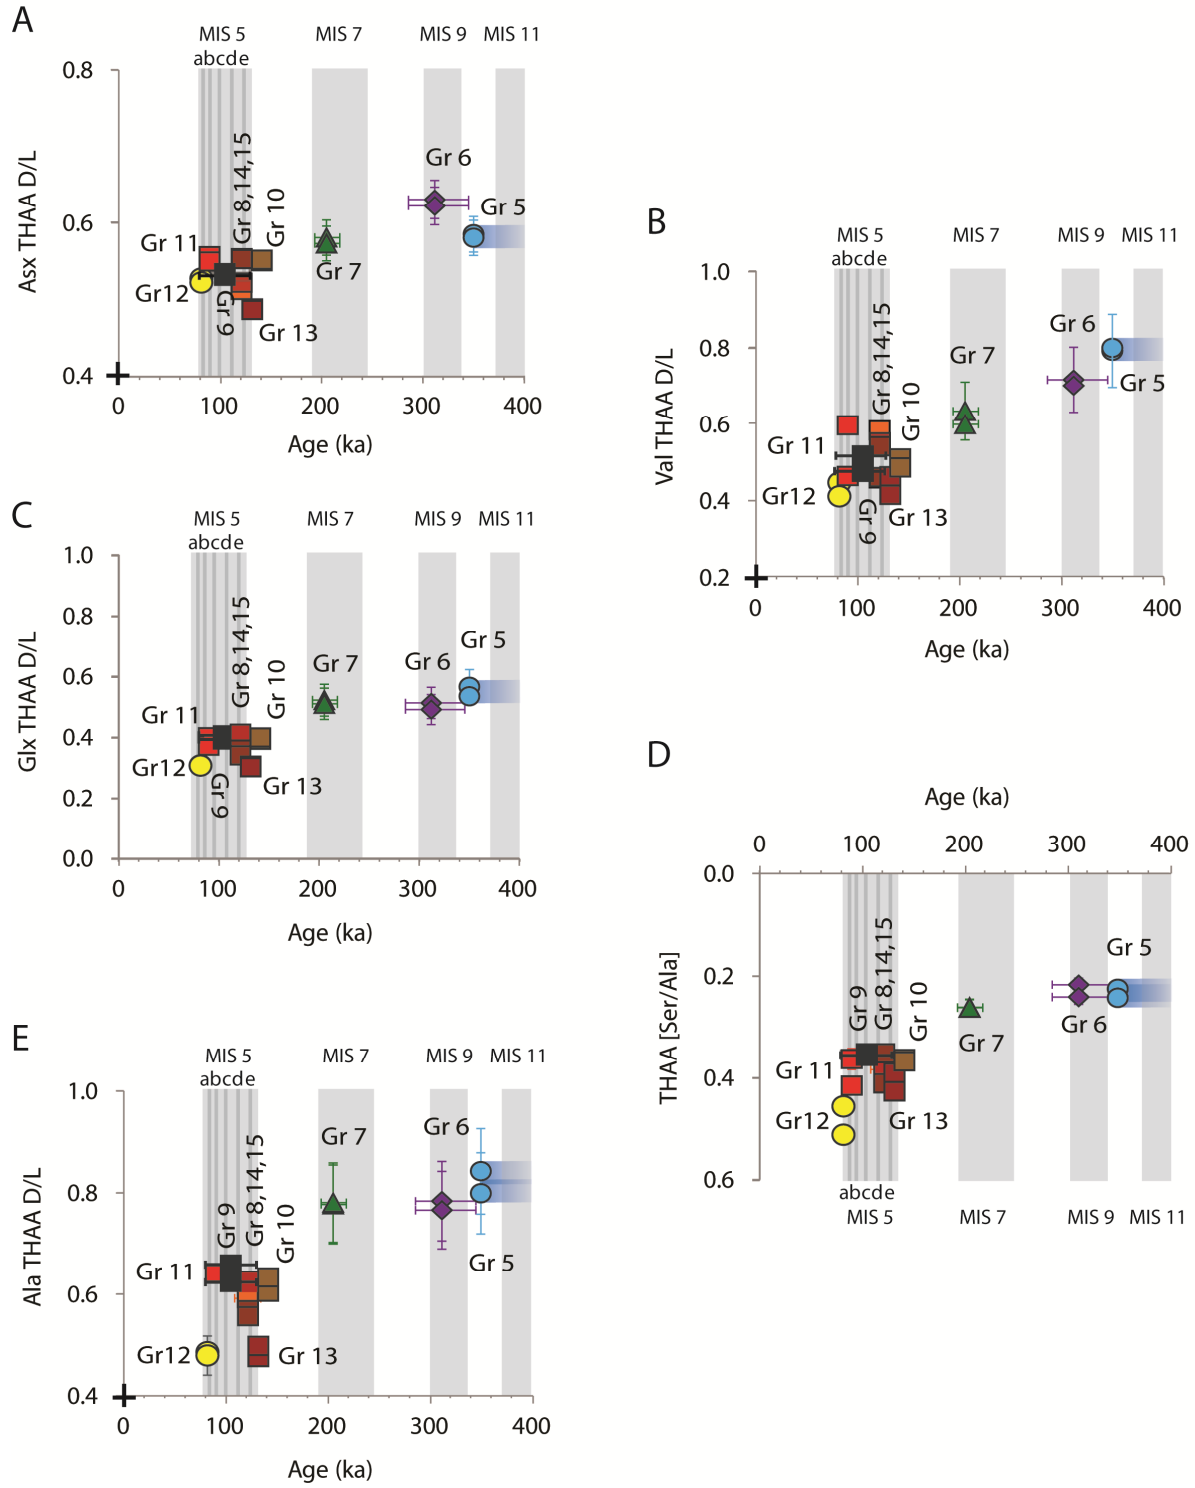 A
MIS 5 MIS 7 MIS 9 MIS 11
abcde
0.8
0.6
0.4
Asx THAA D/L
Gr 11
Gr12
Gr 9
Gr 8,14,15
Gr 10
Gr 13
Gr 7
Gr 6
Gr 5
0 100 200 300 400
Age (ka)
B
MIS 5 MIS 7 MIS 9 MIS 11
abcde
1.0
0.8
0.6
0.4
0.2
Val THAA D/L
Gr 11
Gr12
Gr 9
Gr 8,14,15
Gr 10
Gr 13
Gr 7
Gr 6
Gr 5
0 100 200 300 400
Age (ka)
C
MIS 5 MIS 7 MIS 9 MIS 11
abcde
1.0
0.8
0.6
0.4
0.2
0.0
Glx THAA D/L
Gr 11
Gr12
Gr 9
Gr 8,14,15
Gr 10
Gr 13
Gr 7
Gr 6
Gr 5
0 100 200 300 400
Age (ka)
D
Age (ka)
0 100 200 300 400
0.0
0.2
0.4
0.6
THAA [Ser/Ala]
Gr 11
Gr12
Gr 9
Gr 8,14,15
Gr 10
Gr 13
Gr 7
Gr 6
Gr 5
abcde
MIS 5 MIS 7 MIS 9 MIS 11
E
MIS 5 MIS 7 MIS 9 MIS 11
abcde
1.0
0.8
0.6
0.4
Ala THAA D/L
Gr 11
Gr12
Gr 9
Gr 8,14,15
Gr 10
Gr 13
Gr 7
Gr 6
Gr 5
0 100 200 300 400
Age (ka)